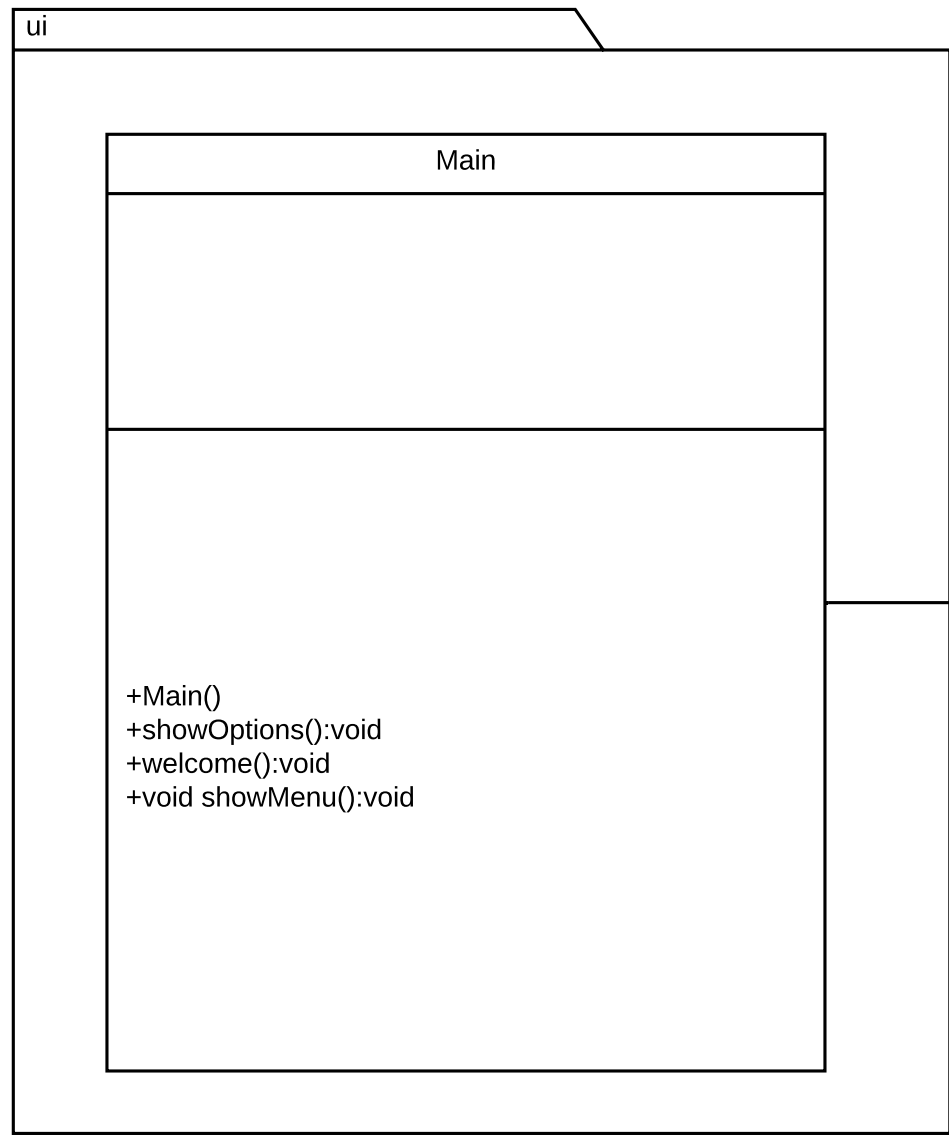 ui
Main
+Main()
+showOptions():void
+welcome():void
+void showMenu():void